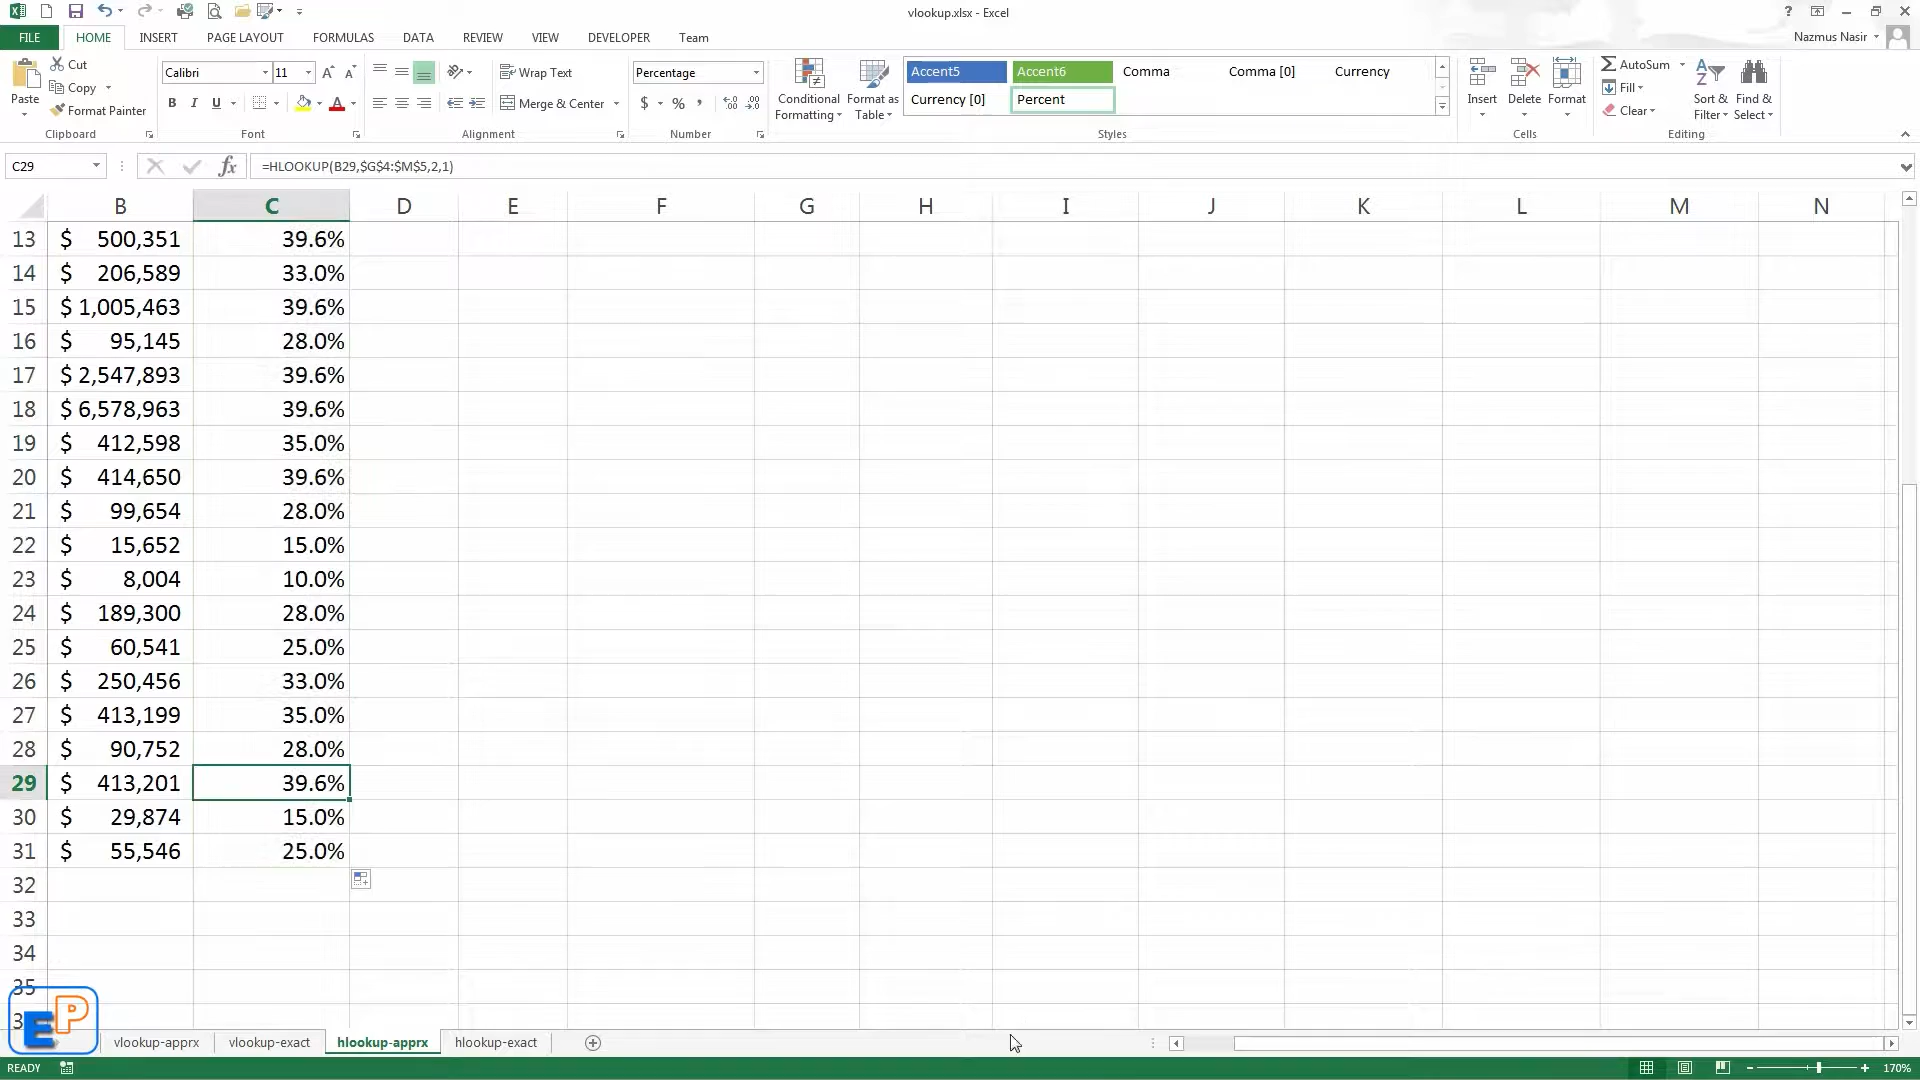 vlookup.xlsx - Excel
FILE HOME INSERT PAGE LAYOUT FORMULAS DATA REVIEW VIEW DEVELOPER Team Nazmus Nasir
Cut
Copy
Format Painter
Paste
Clipboard
Calibri 11
B I U
Font
Wrap Text
Merge & Center
Alignment
Percentage
$ % ,
Number
Conditional Formatting
Format as Table
Accent5 Accent6 Comma Comma [0] Currency
Currency [0] Percent
Styles
Insert Delete Format
Cells
AutoSum
Fill
Clear
Sort & Filter
Find & Select
Editing
C29 fx =HLOOKUP(B29,$G$4:$M$5,2,1)
B C D E F G H I J K L M N
13 $ 500,351 39.6%
14 $ 206,589 33.0%
15 $ 1,005,463 39.6%
16 $ 95,145 28.0%
17 $ 2,547,893 39.6%
18 $ 6,578,963 39.6%
19 $ 412,598 35.0%
20 $ 414,650 39.6%
21 $ 99,654 28.0%
22 $ 15,652 15.0%
23 $ 8,004 10.0%
24 $ 189,300 28.0%
25 $ 60,541 25.0%
26 $ 250,456 33.0%
27 $ 413,199 35.0%
28 $ 90,752 28.0%
29 $ 413,201 39.6%
30 $ 29,874 15.0%
31 $ 55,546 25.0%
32
33
34
35
EP
vlookup-apprx vlookup-exact hlookup-apprx hlookup-exact
READY 170%